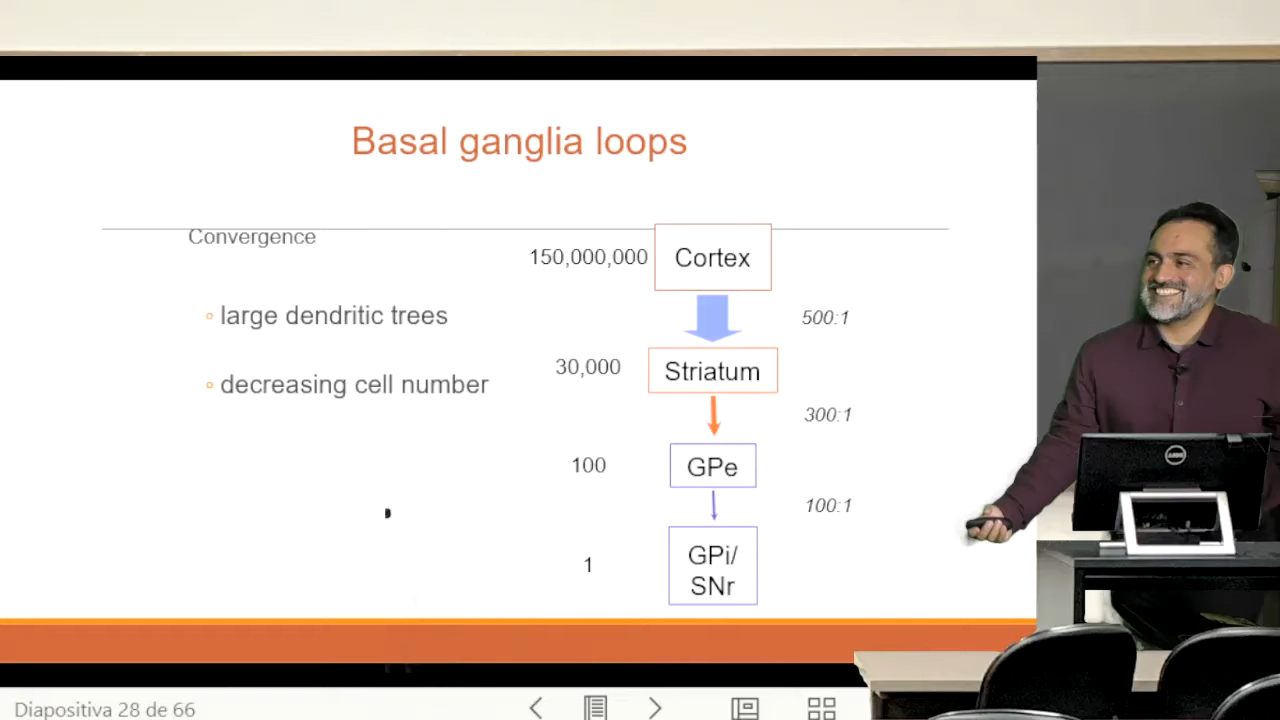 Basal ganglia loops
Convergence
large dendritic trees
decreasing cell number
150,000,000
Cortex
500:1
30,000
Striatum
300:1
100
GPe
100:1
1
GPi/
SNr
DELL
Diapositiva 28 de 66